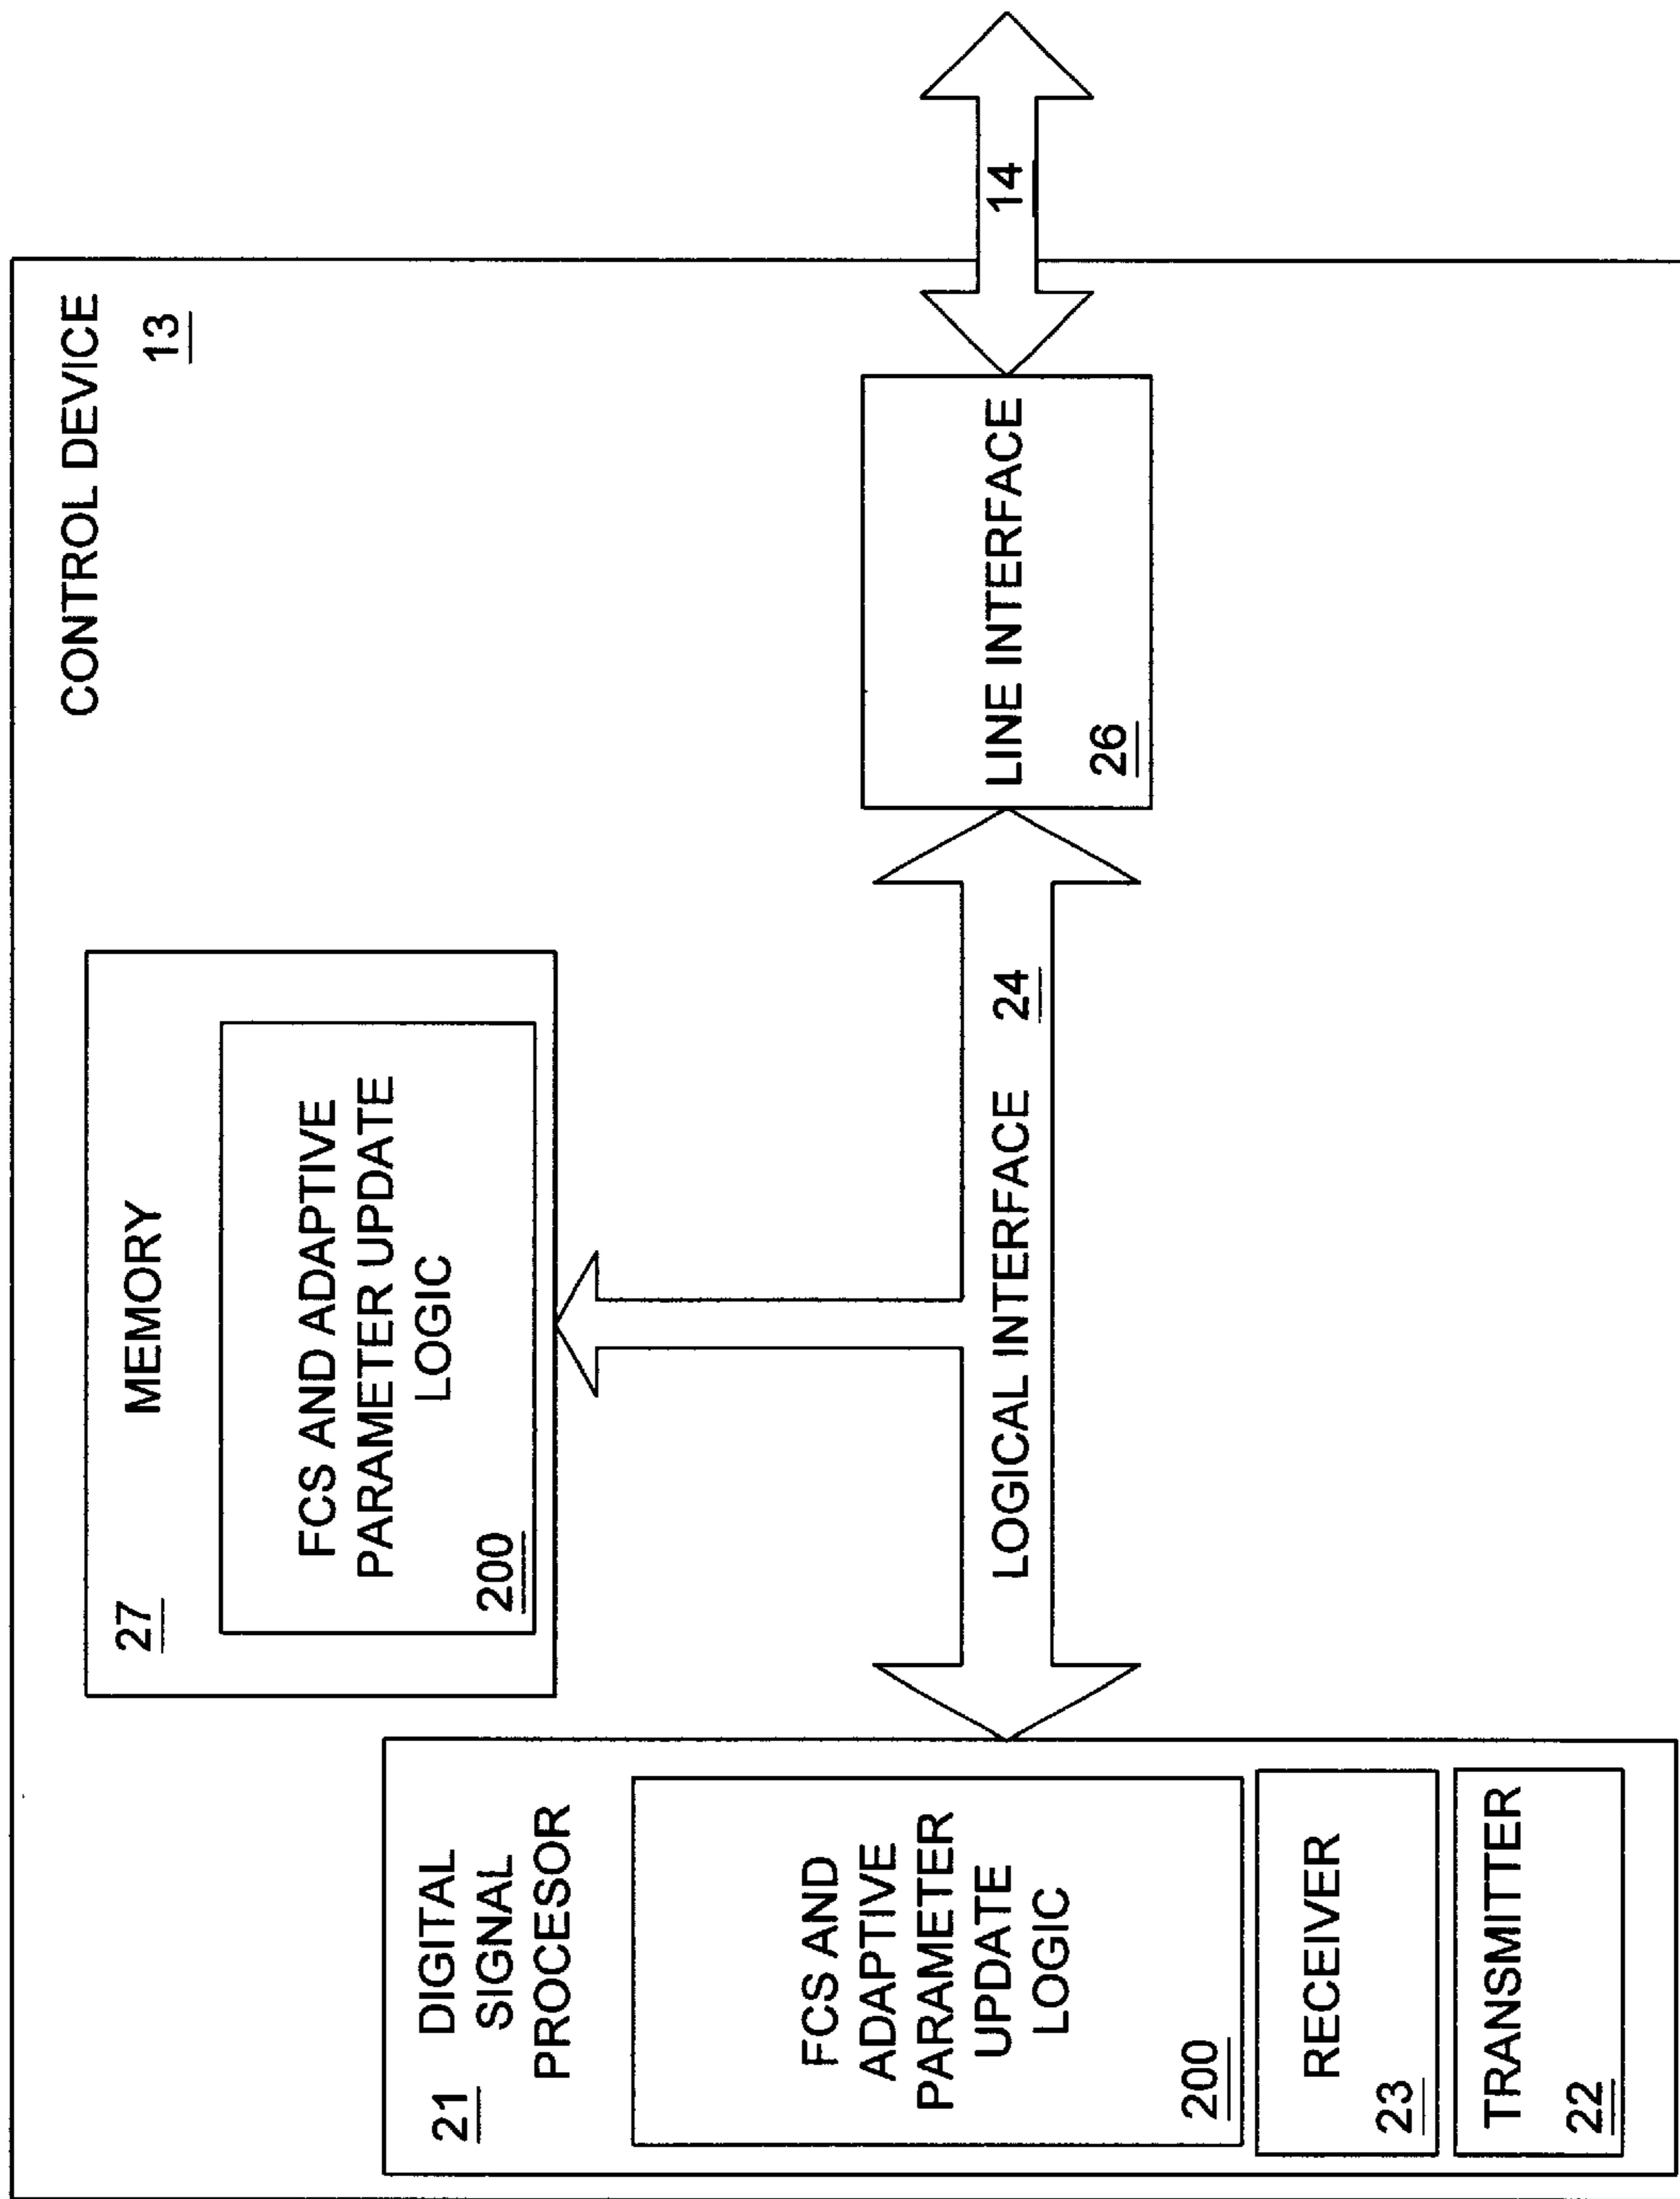 CONTROL DEVICE
13
27
MEMORY
FCS AND ADAPTIVE
PARAMETER UPDATE
LOGIC
200
21
DIGITAL
SIGNAL
PROCESSOR
FCS AND
ADAPTIVE
PARAMETER
UPDATE
LOGIC
200
RECEIVER
23
TRANSMITTER
22
LOGICAL INTERFACE 24
LINE INTERFACE
26
14